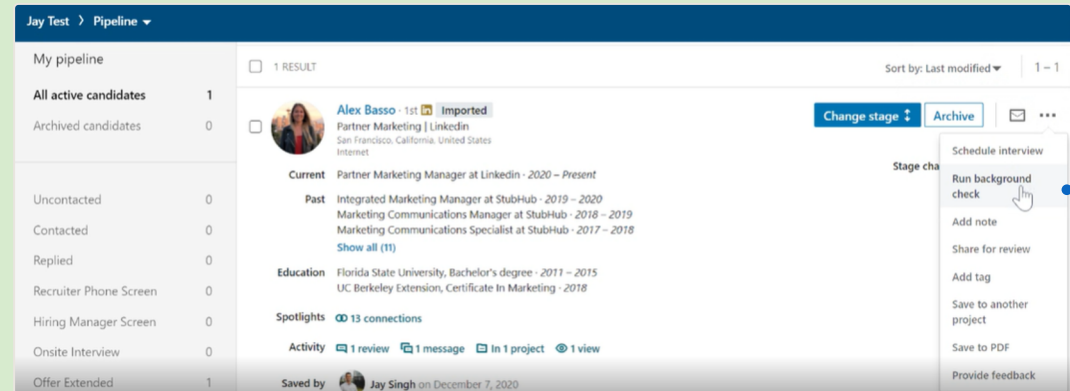 Jay Test > Pipeline
My pipeline
All active candidates 1
Archived candidates 0
Uncontacted 0
Contacted 0
Replied 0
Recruiter Phone Screen 0
Hiring Manager Screen 0
Onsite Interview 0
Offer Extended 1
1 RESULT
Sort by: Last modified
1 – 1
Alex Basso · 1st in Imported
Partner Marketing | Linkedin
San Francisco, California, United States
Internet
Change stage
Archive
Stage cha
Current Partner Marketing Manager at Linkedin · 2020 – Present
Past Integrated Marketing Manager at StubHub · 2019 – 2020
Marketing Communications Manager at StubHub · 2018 – 2019
Marketing Communications Specialist at StubHub · 2017 – 2018
Show all (11)
Education Florida State University, Bachelor's degree · 2011 – 2015
UC Berkeley Extension, Certificate In Marketing · 2018
Spotlights 13 connections
Activity 1 review 1 message In 1 project 1 view
Saved by Jay Singh on December 7, 2020
Schedule interview
Run background
check
Add note
Share for review
Add tag
Save to another
project
Save to PDF
Provide feedback